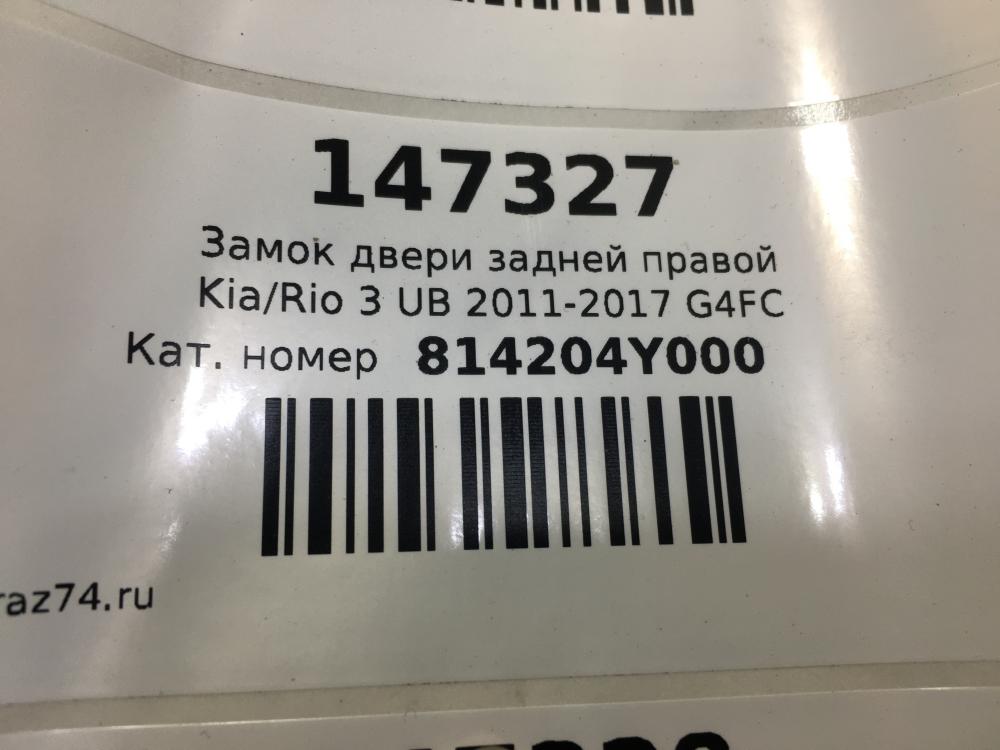 147327
Замок двери задней правой
Kia/Rio 3 UB 2011-2017 G4FC
Кат. номер 814204Y000
raz74.ru